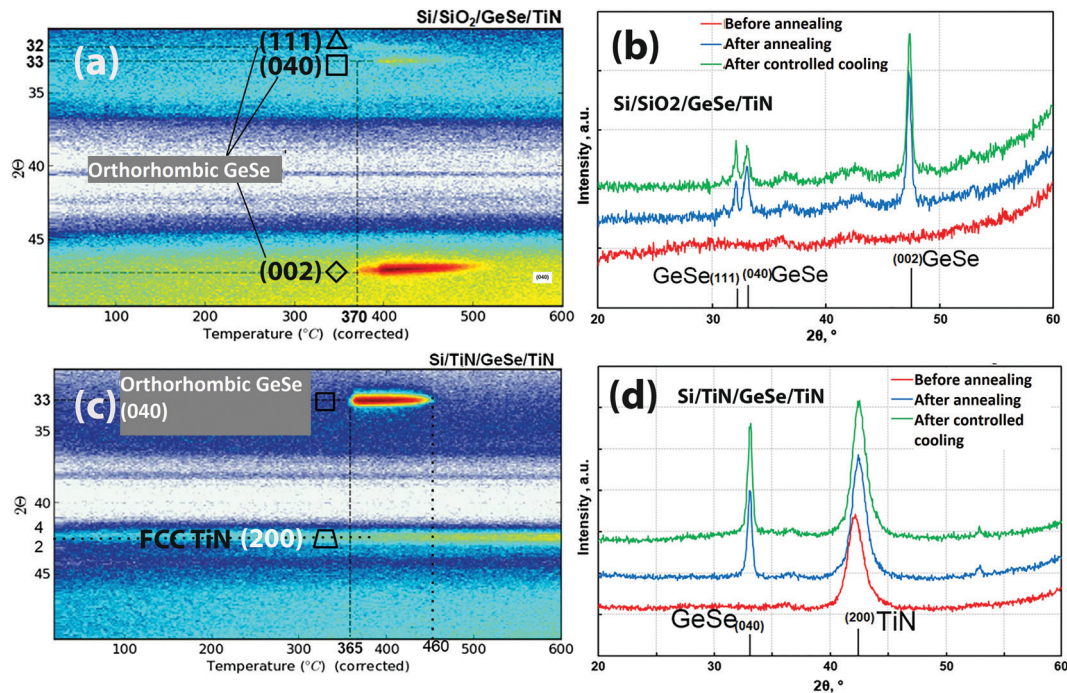 Si/SiO₂/GeSe/TiN
(a)
(111)
(040)
Orthorhombic GeSe
(002)
(040)
32
33
35
40
45
2Θ
100
200
300
370
400
500
600
Temperature (°C) (corrected)
(b)
Before annealing
After annealing
After controlled cooling
Si/SiO2/GeSe/TiN
Intensity, a.u.
GeSe(111)
(040)GeSe
(002)GeSe
20
30
40
50
60
2θ, °
Si/TiN/GeSe/TiN
(c)
Orthorhombic GeSe
(040)
FCC TiN (200)
33
35
40
4
2
45
2Θ
100
200
300
365
400
460
500
600
Temperature (°C) (corrected)
(d)
Si/TiN/GeSe/TiN
Before annealing
After annealing
After controlled
cooling
Intensity, a.u.
GeSe(040)
(200)TiN
20
30
40
50
60
2θ, °